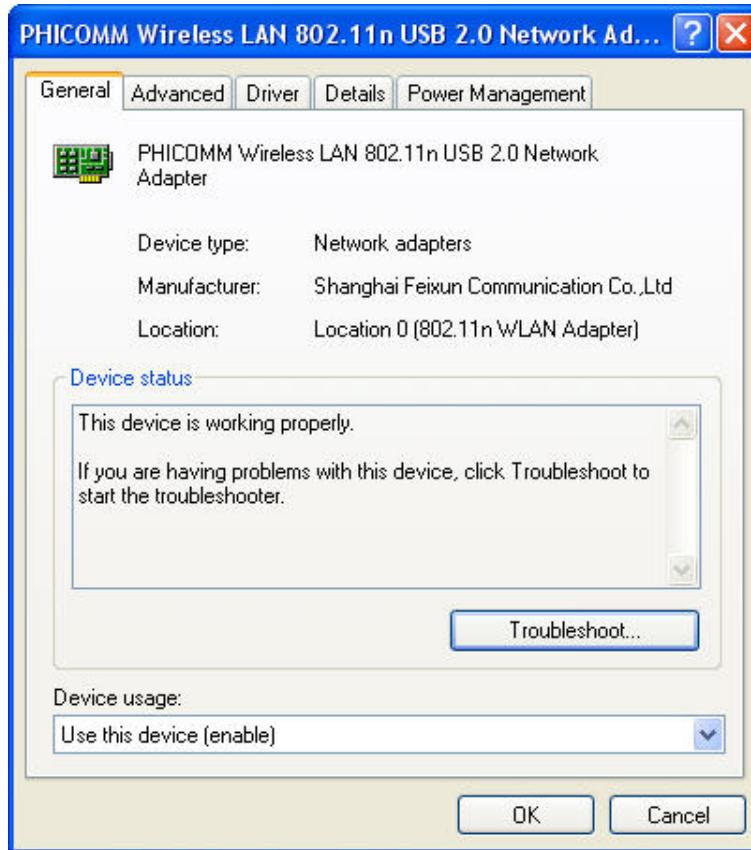 PHICOMM Wireless LAN 802.11n USB 2.0 Network Ad...
General Advanced Driver Details Power Management
PHICOMM Wireless LAN 802.11n USB 2.0 Network
Adapter
Device type: Network adapters
Manufacturer: Shanghai Feixun Communication Co.,Ltd
Location: Location 0 (802.11n WLAN Adapter)
Device status
This device is working properly.
If you are having problems with this device, click Troubleshoot to
start the troubleshooter.
Troubleshoot...
Device usage:
Use this device (enable)
OK Cancel